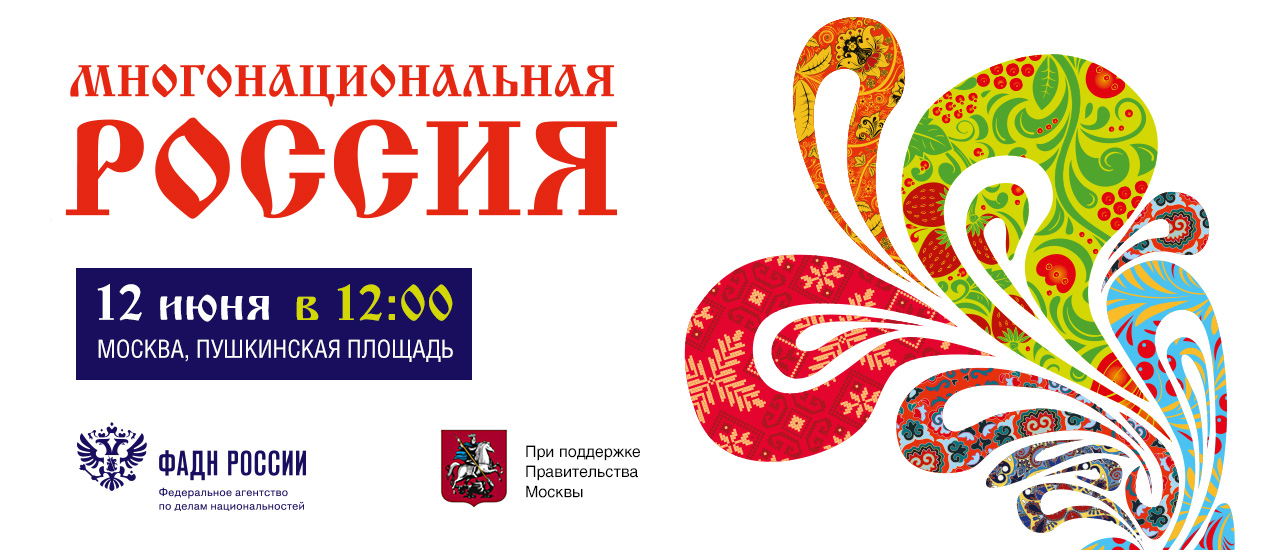 МНОГОНАЦИОНАЛЬНАЯ
РОССИЯ
12 июня в 12:00
МОСКВА, ПУШКИНСКАЯ ПЛОЩАДЬ
ФАДН РОССИИ
Федеральное агентство
по делам национальностей
При поддержке
Правительства
Москвы